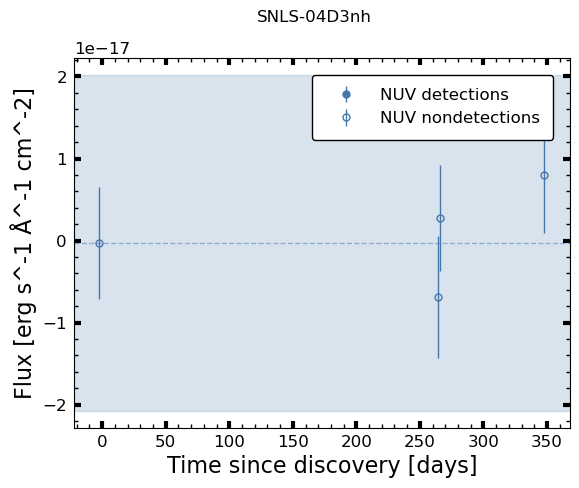 SNLS-04D3nh
1e−17
NUV detections
NUV nondetections
2
1
0
−1
−2
Flux [erg s^-1 Å^-1 cm^-2]
0 50 100 150 200 250 300 350
Time since discovery [days]